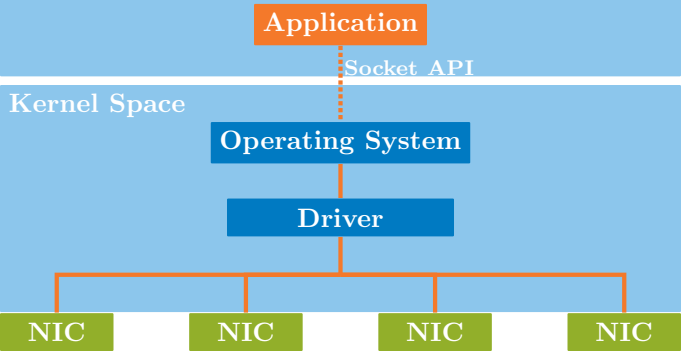 Application
Socket API
Kernel Space
Operating System
Driver
NIC NIC NIC NIC